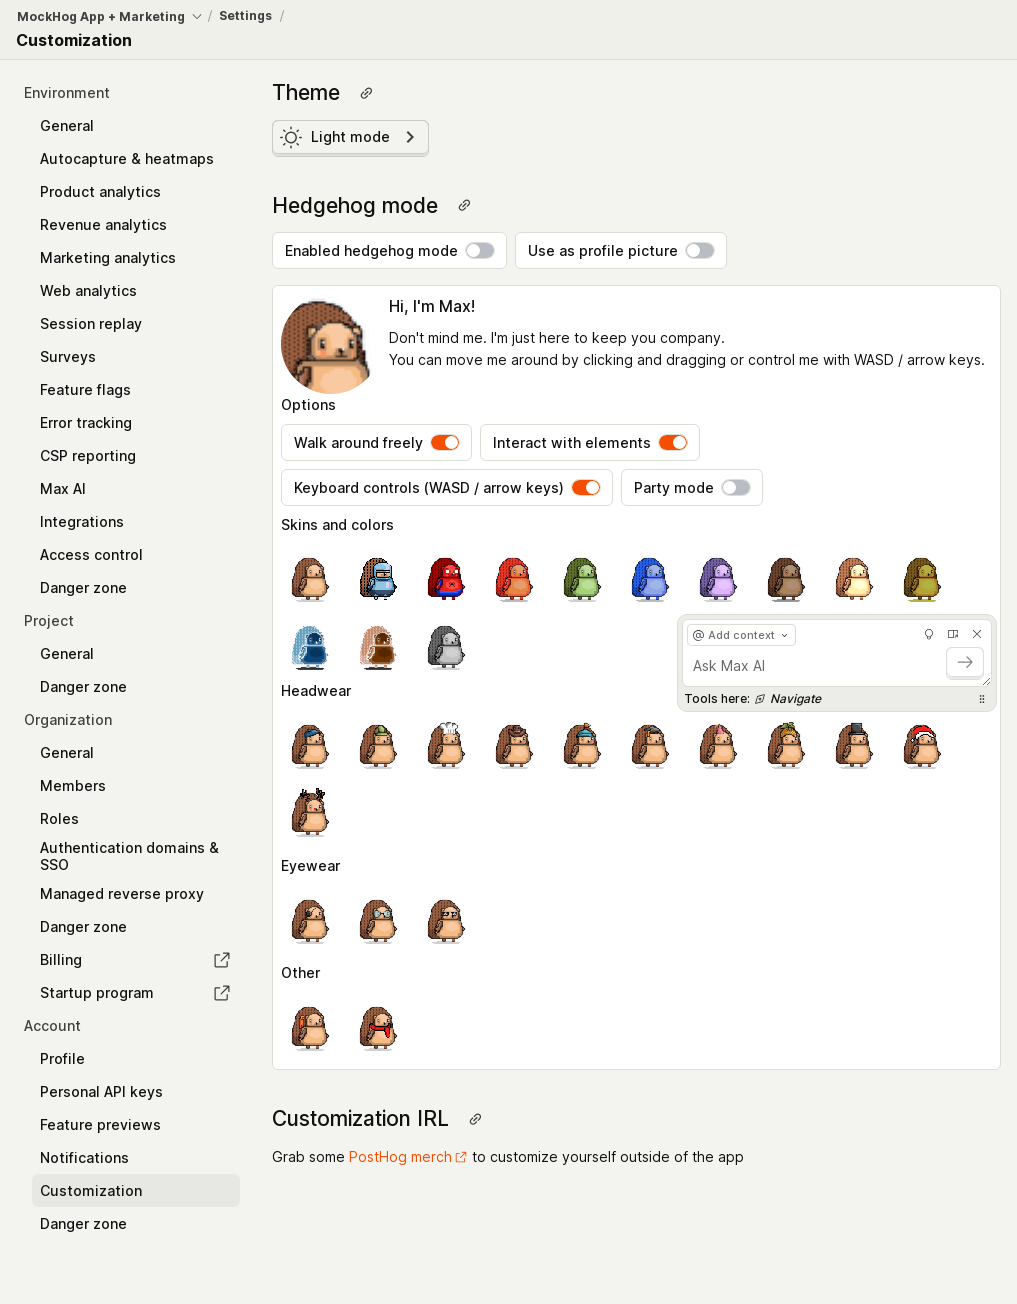 MockHog App + Marketing / Settings /
Customization
Environment
General
Autocapture & heatmaps
Product analytics
Revenue analytics
Marketing analytics
Web analytics
Session replay
Surveys
Feature flags
Error tracking
CSP reporting
Max AI
Integrations
Access control
Danger zone
Project
General
Danger zone
Organization
General
Members
Roles
Authentication domains &
SSO
Managed reverse proxy
Danger zone
Billing
Startup program
Account
Profile
Personal API keys
Feature previews
Notifications
Customization
Danger zone
Theme
Light mode
Hedgehog mode
Enabled hedgehog mode
Use as profile picture
Hi, I'm Max!
Don't mind me. I'm just here to keep you company.
You can move me around by clicking and dragging or control me with WASD / arrow keys.
Options
Walk around freely
Interact with elements
Keyboard controls (WASD / arrow keys)
Party mode
Skins and colors
@ Add context
Ask Max AI
Tools here: Navigate
Headwear
Eyewear
Other
Customization IRL
Grab some PostHog merch to customize yourself outside of the app